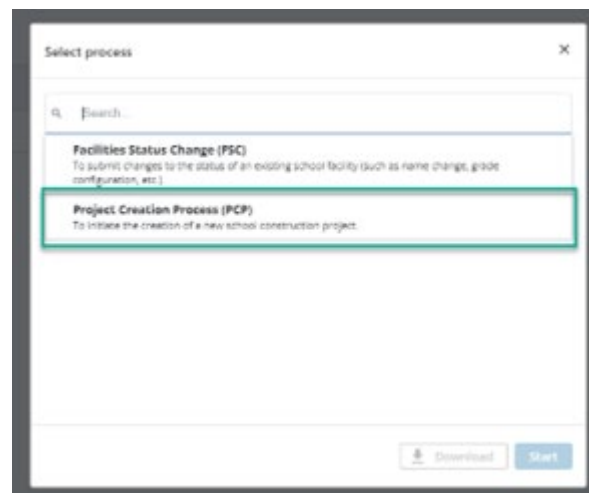 Select process
Search...
Facilities Status Change (FSC)
To submit changes to the status of an existing school facility (such as name change, grade
configuration, etc.)
Project Creation Process (PCP)
To initiate the creation of a new school construction project.
Download
Start